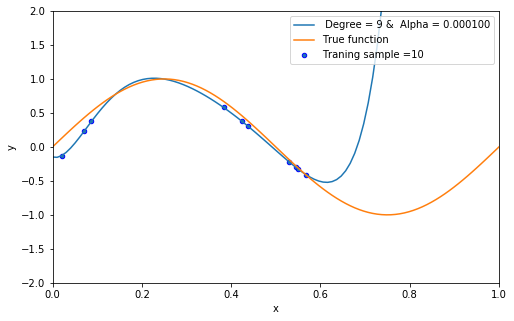 Degree = 9 & Alpha = 0.000100
True function
Traning sample =10
2.0
1.5
1.0
0.5
0.0
−0.5
−1.0
−1.5
−2.0
y
0.0 0.2 0.4 0.6 0.8 1.0
x